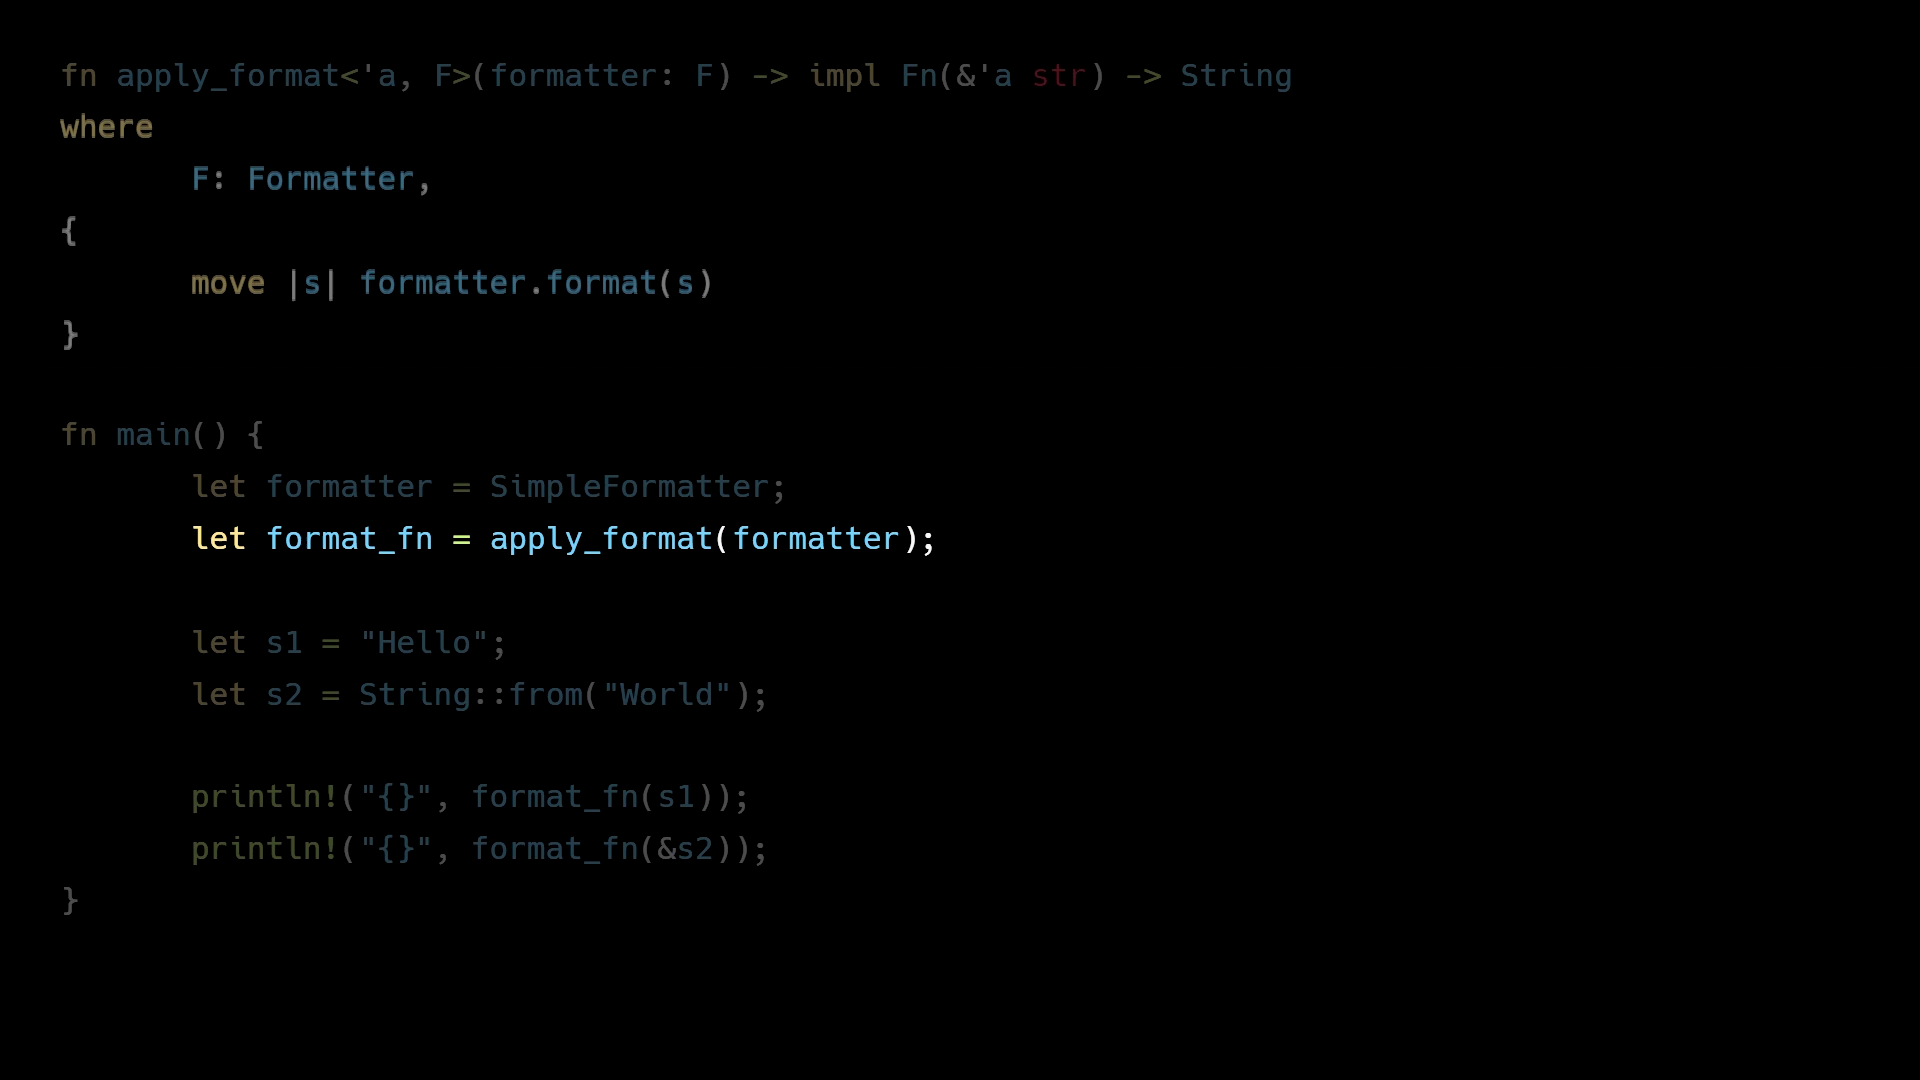 fn apply_format<'a, F>(formatter: F) -> impl Fn(&'a str) -> String
where
F: Formatter,
{
move |s| formatter.format(s)
}
fn main() {
let formatter = SimpleFormatter;
let format_fn = apply_format(formatter);
let s1 = "Hello";
let s2 = String::from("World");
println!("{}", format_fn(s1));
println!("{}", format_fn(&s2));
}